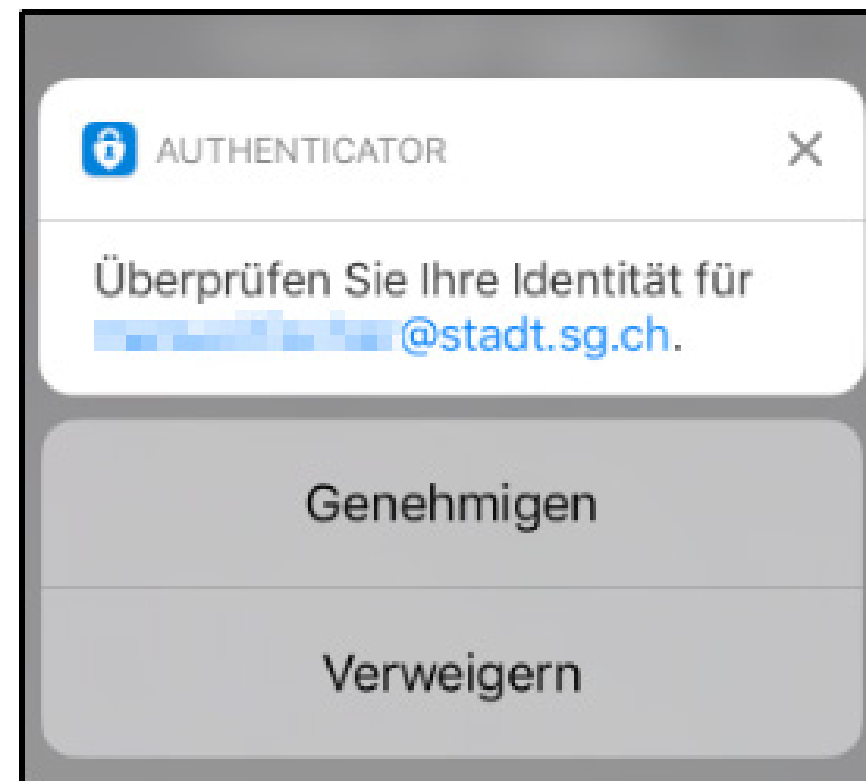 AUTHENTICATOR
Überprüfen Sie Ihre Identität für
@stadt.sg.ch.
Genehmigen
Verweigern